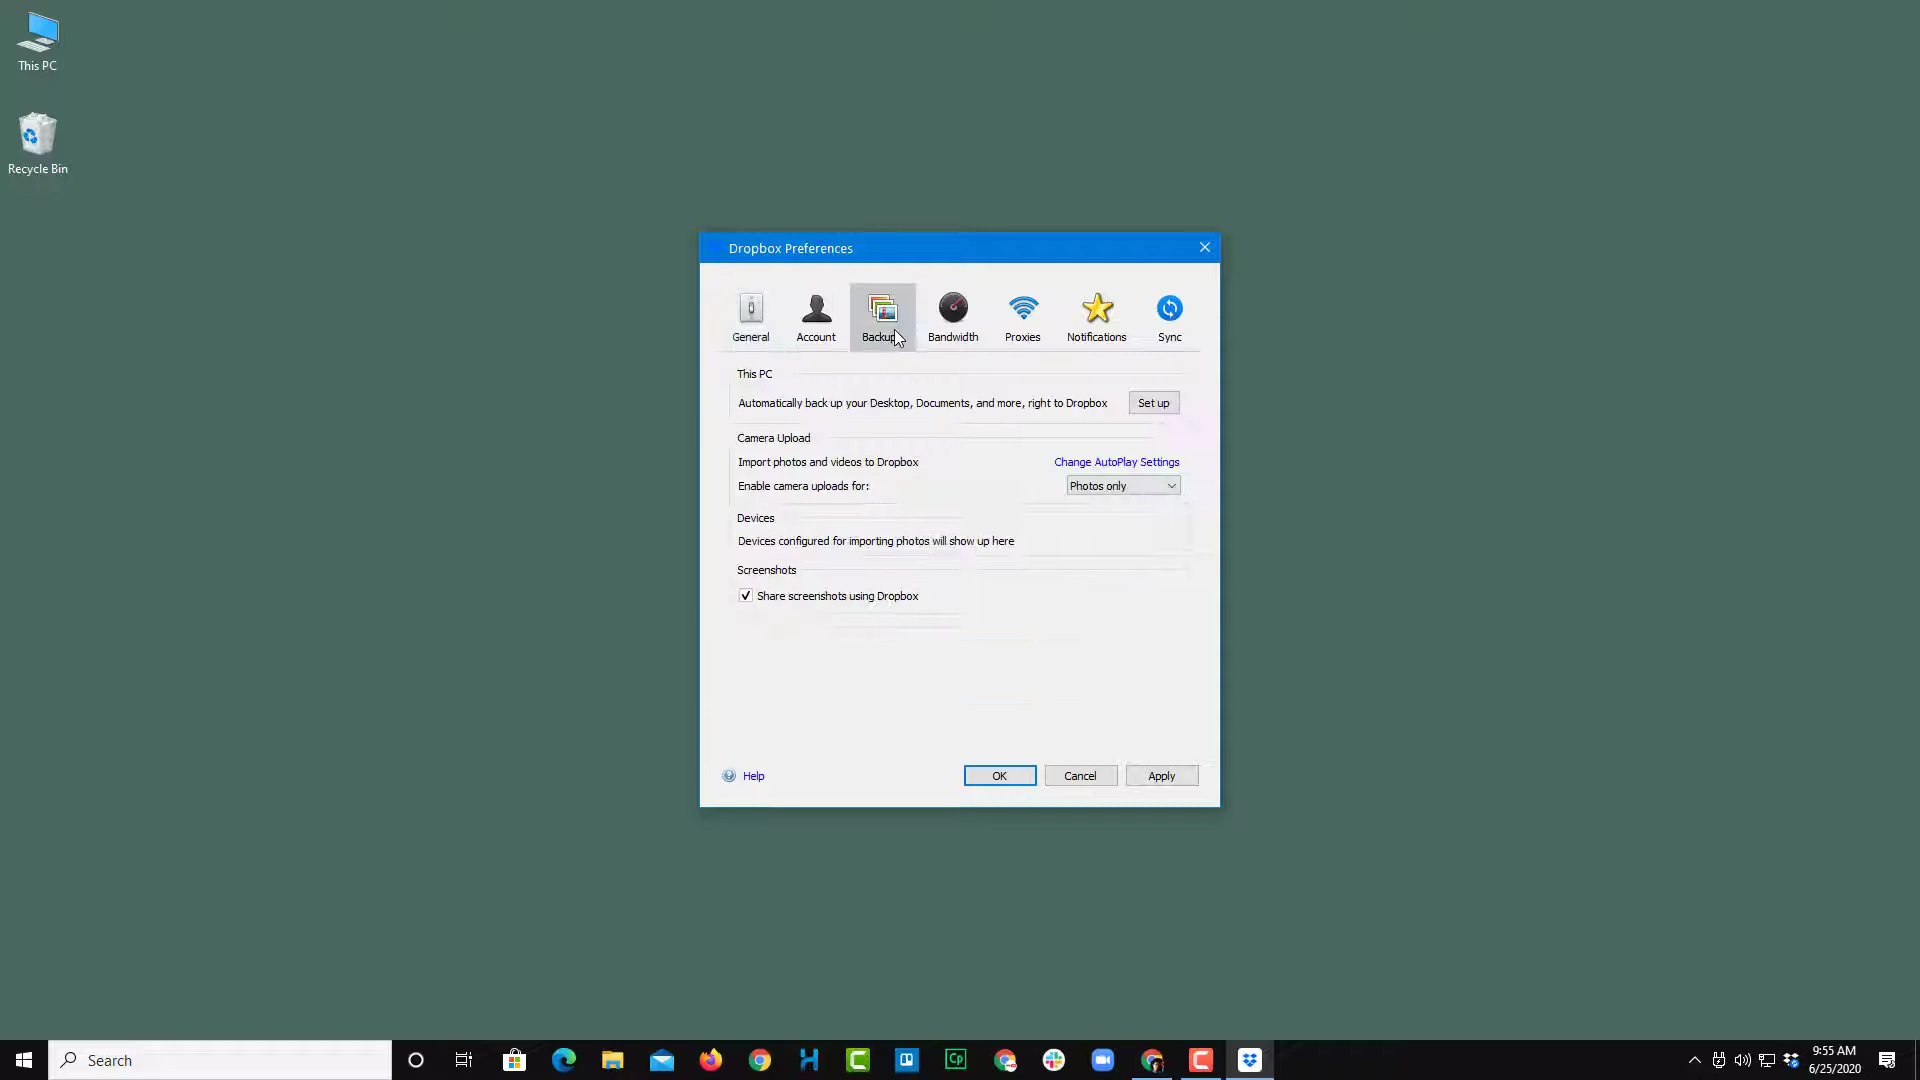 This PC
Recycle Bin
Dropbox Preferences
General Account Backups Bandwidth Proxies Notifications Sync
This PC
Automatically back up your Desktop, Documents, and more, right to Dropbox Set up
Camera Upload
Import photos and videos to Dropbox Change AutoPlay Settings
Enable camera uploads for: Photos only
Devices
Devices configured for importing photos will show up here
Screenshots
Share screenshots using Dropbox
Help OK Cancel Apply
Search
9:55 AM
6/25/2020